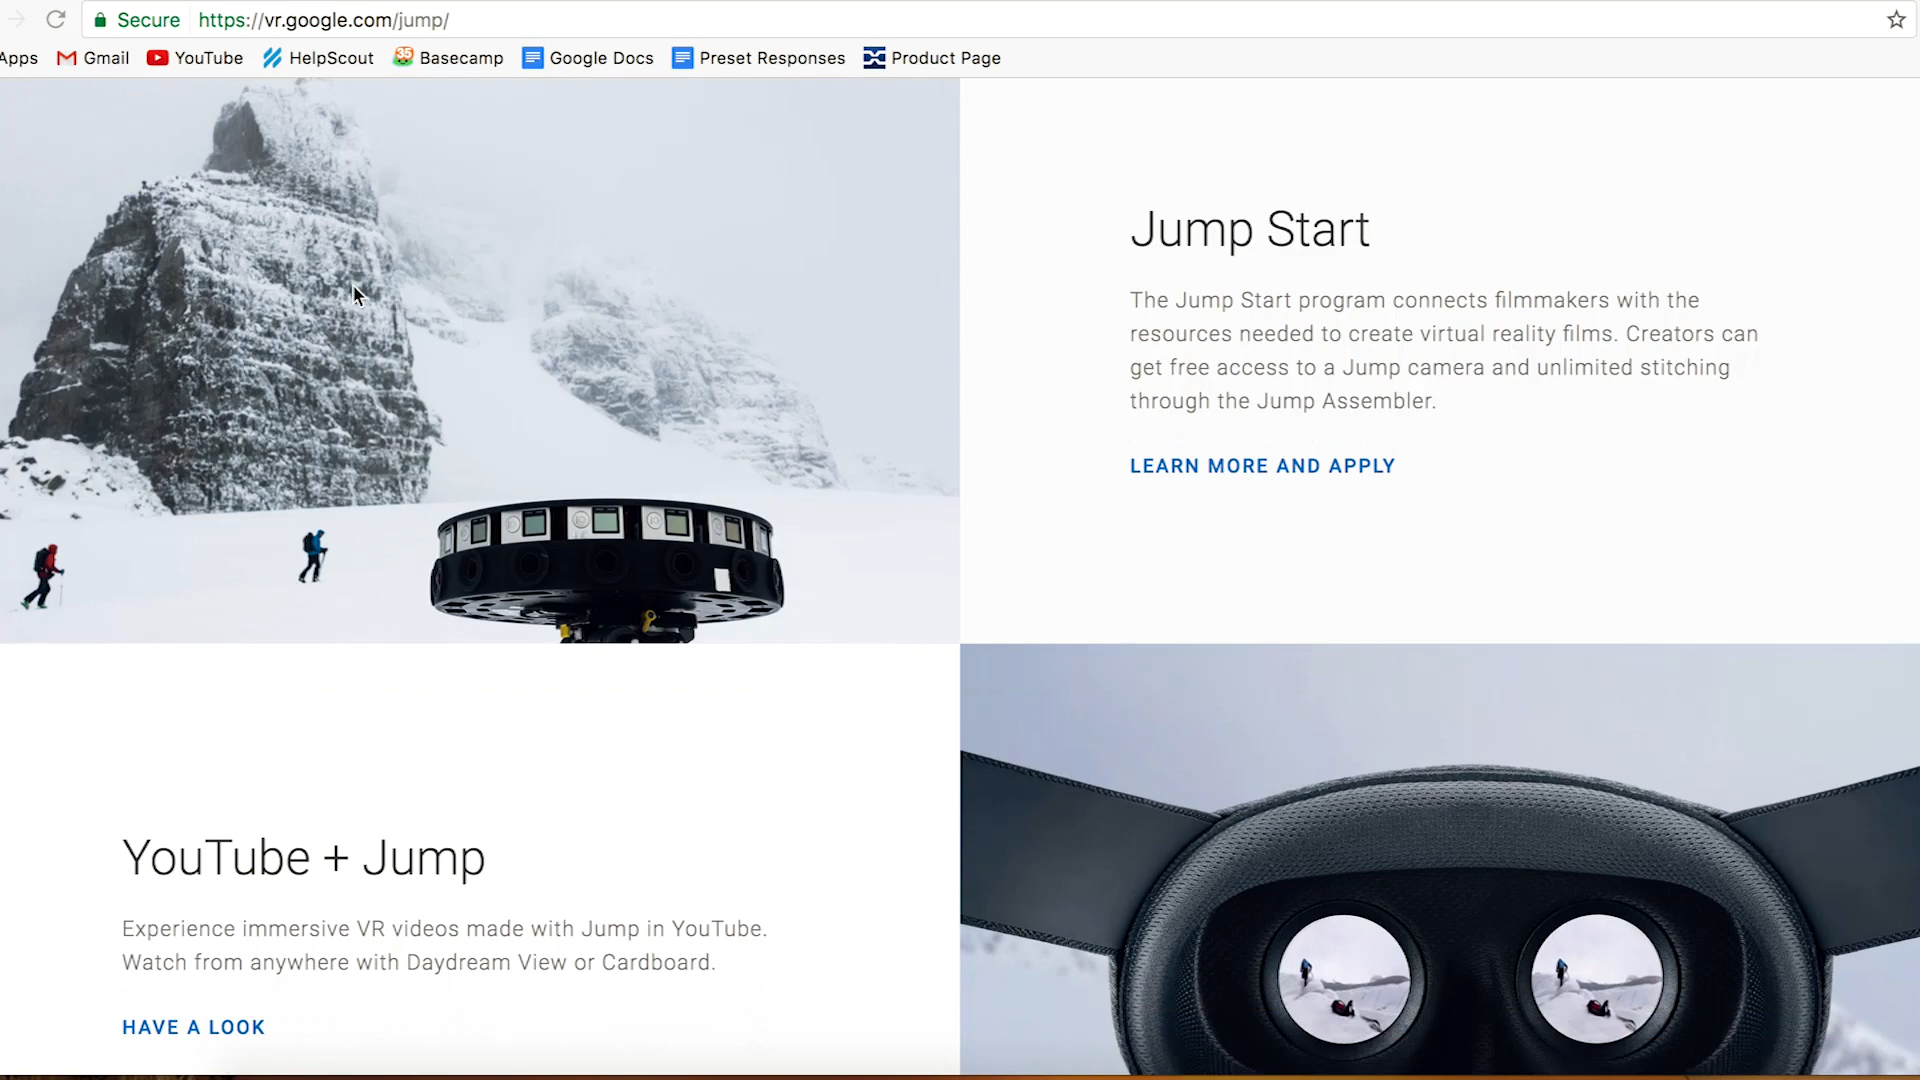 Secure https://vr.google.com/jump/
Apps Gmail YouTube HelpScout 35 Basecamp Google Docs Preset Responses Product Page
Jump Start
The Jump Start program connects filmmakers with the
resources needed to create virtual reality films. Creators can
get free access to a Jump camera and unlimited stitching
through the Jump Assembler.
LEARN MORE AND APPLY
YouTube + Jump
Experience immersive VR videos made with Jump in YouTube.
Watch from anywhere with Daydream View or Cardboard.
HAVE A LOOK